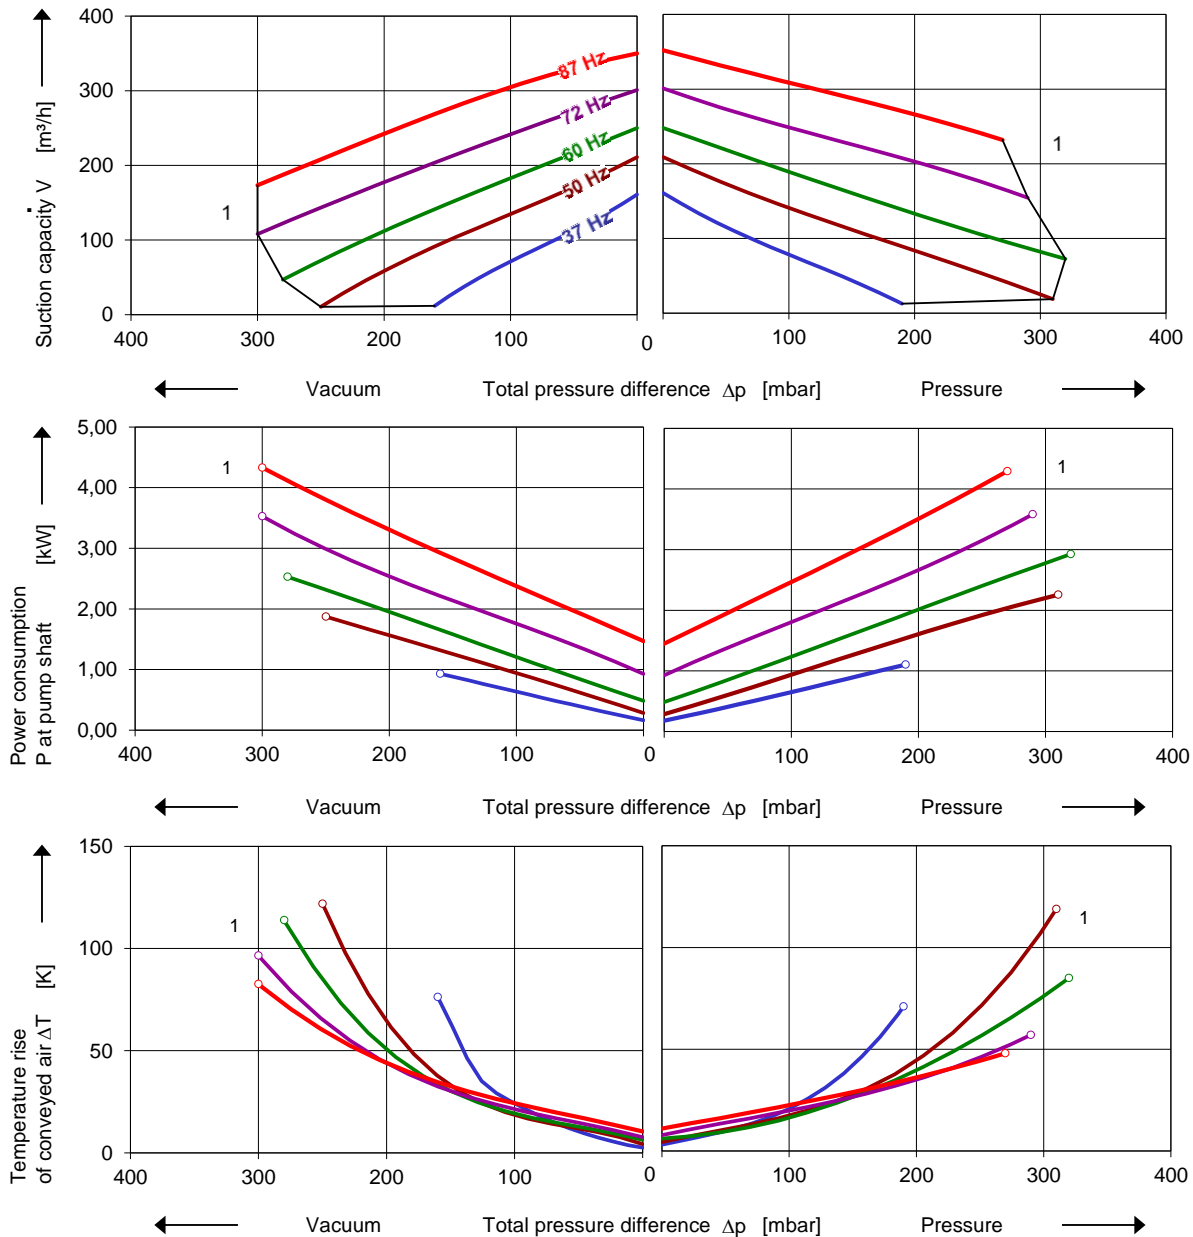 400
300
200
100
0
Suction capacity V̇ [m³/h]
87 Hz
72 Hz
60 Hz
50 Hz
37 Hz
1
1
400 300 200 100 0 100 200 300 400
Vacuum Total pressure difference Δp [mbar] Pressure
5,00
4,00
3,00
2,00
1,00
0,00
Power consumption
P at pump shaft [kW]
1
1
400 300 200 100 0 100 200 300 400
Vacuum Total pressure difference Δp [mbar] Pressure
150
100
50
0
Temperature rise
of conveyed air ΔT [K]
1
1
400 300 200 100 0 100 200 300 400
Vacuum Total pressure difference Δp [mbar] Pressure